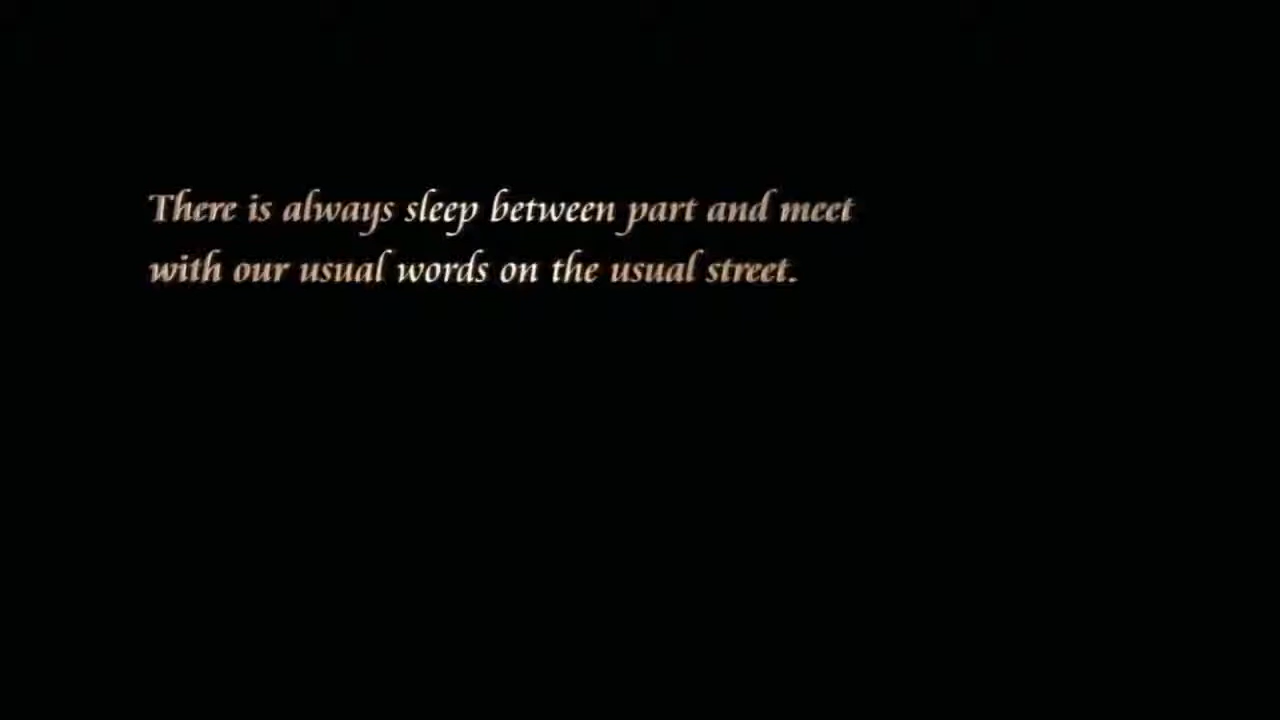 There is always sleep between part and meet
with our usual words on the usual street.